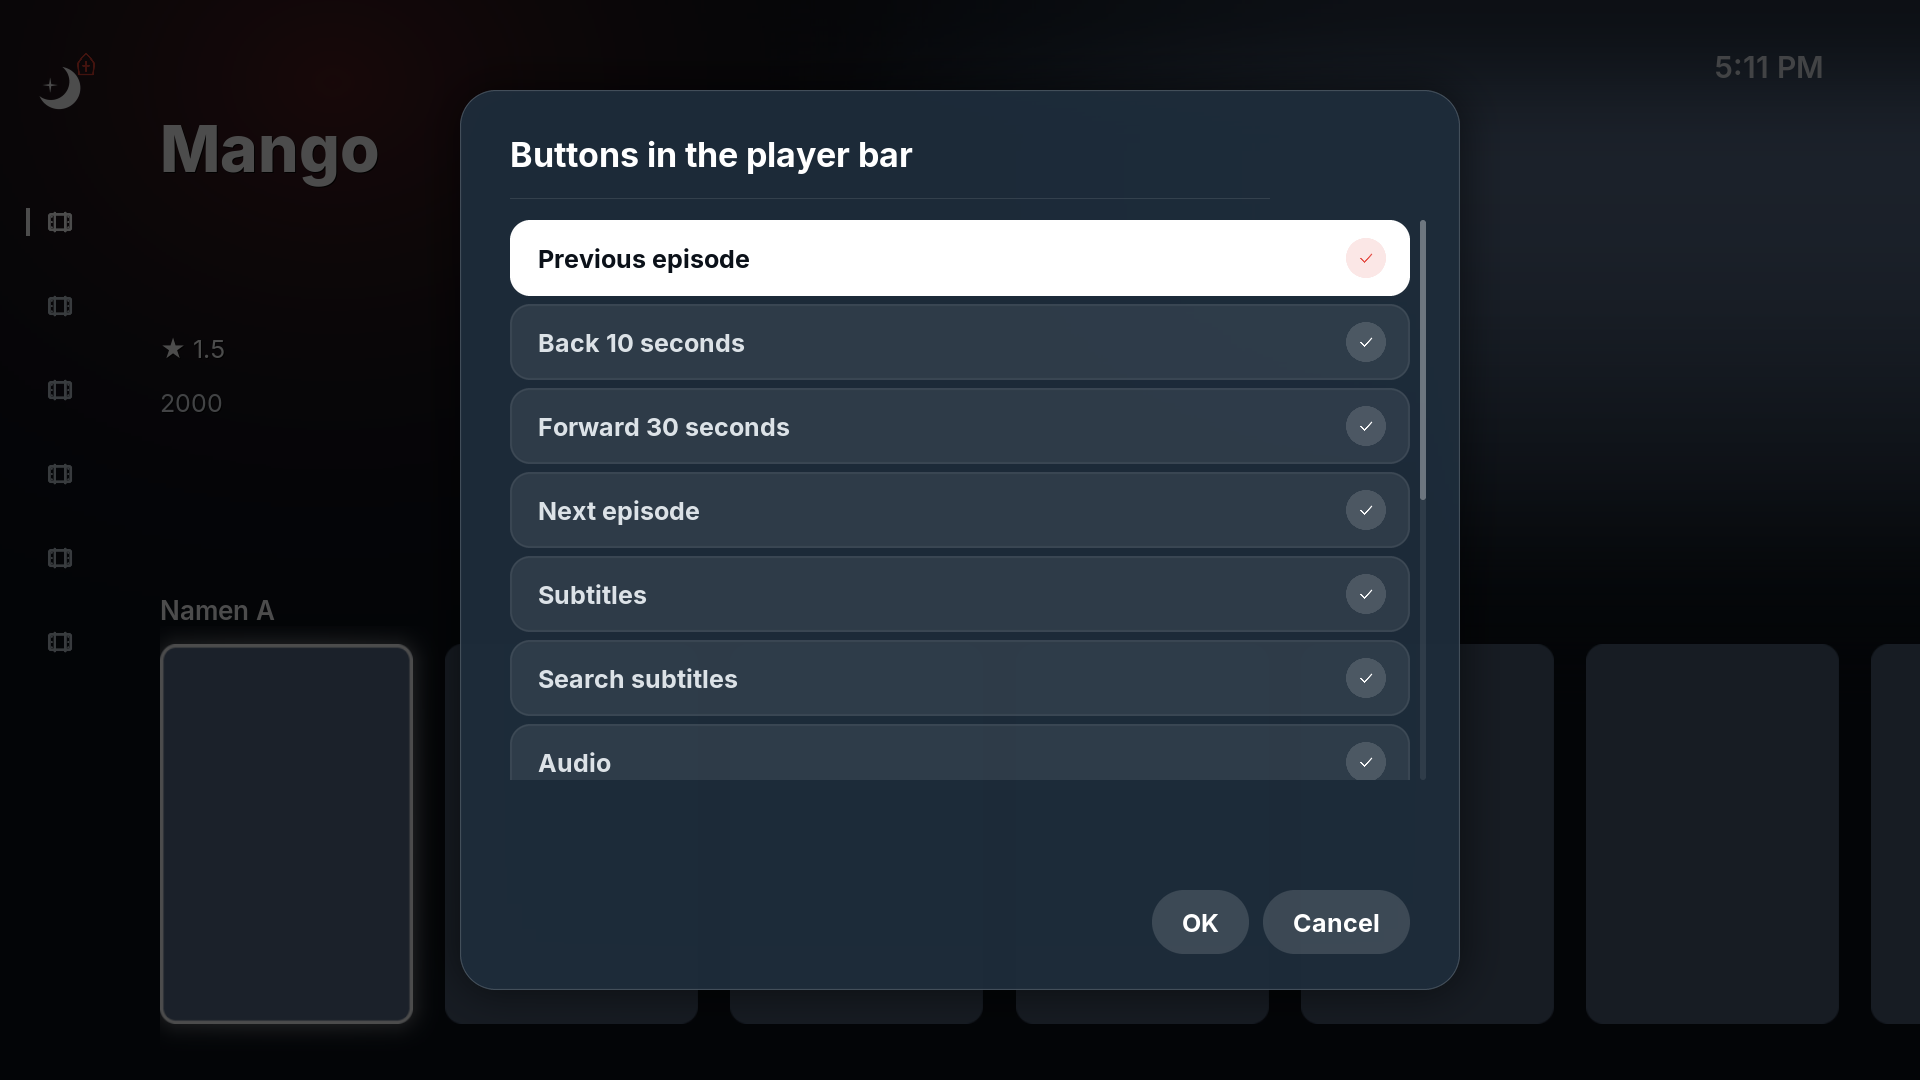 5:11 PM
Mango
★ 1.5
2000
Namen A
Buttons in the player bar
Previous episode
Back 10 seconds
Forward 30 seconds
Next episode
Subtitles
Search subtitles
Audio
OK
Cancel